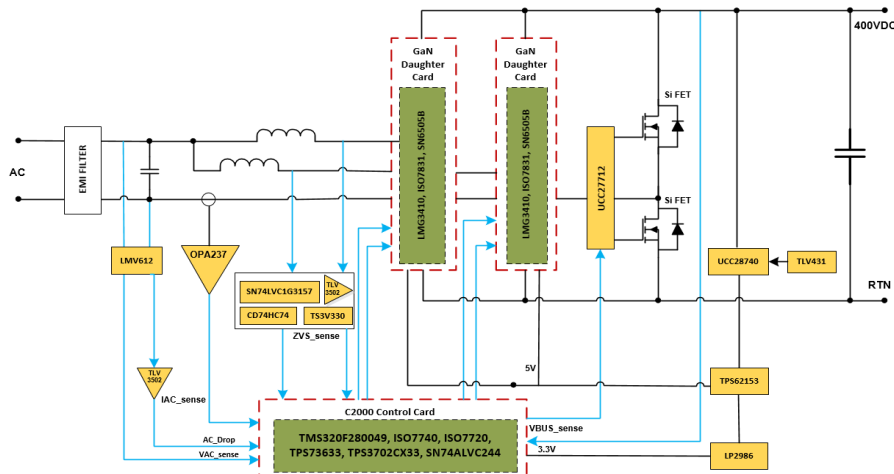 400VDC
GaN
Daughter
Card
GaN
Daughter
Card
LMG3410, ISO7831, SN6505B
LMG3410, ISO7831, SN6505B
Si FET
AC
EMI FILTER
UCC27712
Si FET
OPA237
LMV612
UCC28740
TLV431
SN74LVC1G3157
TLV
3502
CD74HC74
TS3V330
RTN
ZVS_sense
5V
TLV
3502
TPS62153
IAC_sense
C2000 Control Card
VBUS_sense
AC_Drop
TMS320F280049, ISO7740, ISO7720,
TPS73633, TPS3702CX33, SN74ALVC244
3.3V
LP2986
VAC_sense